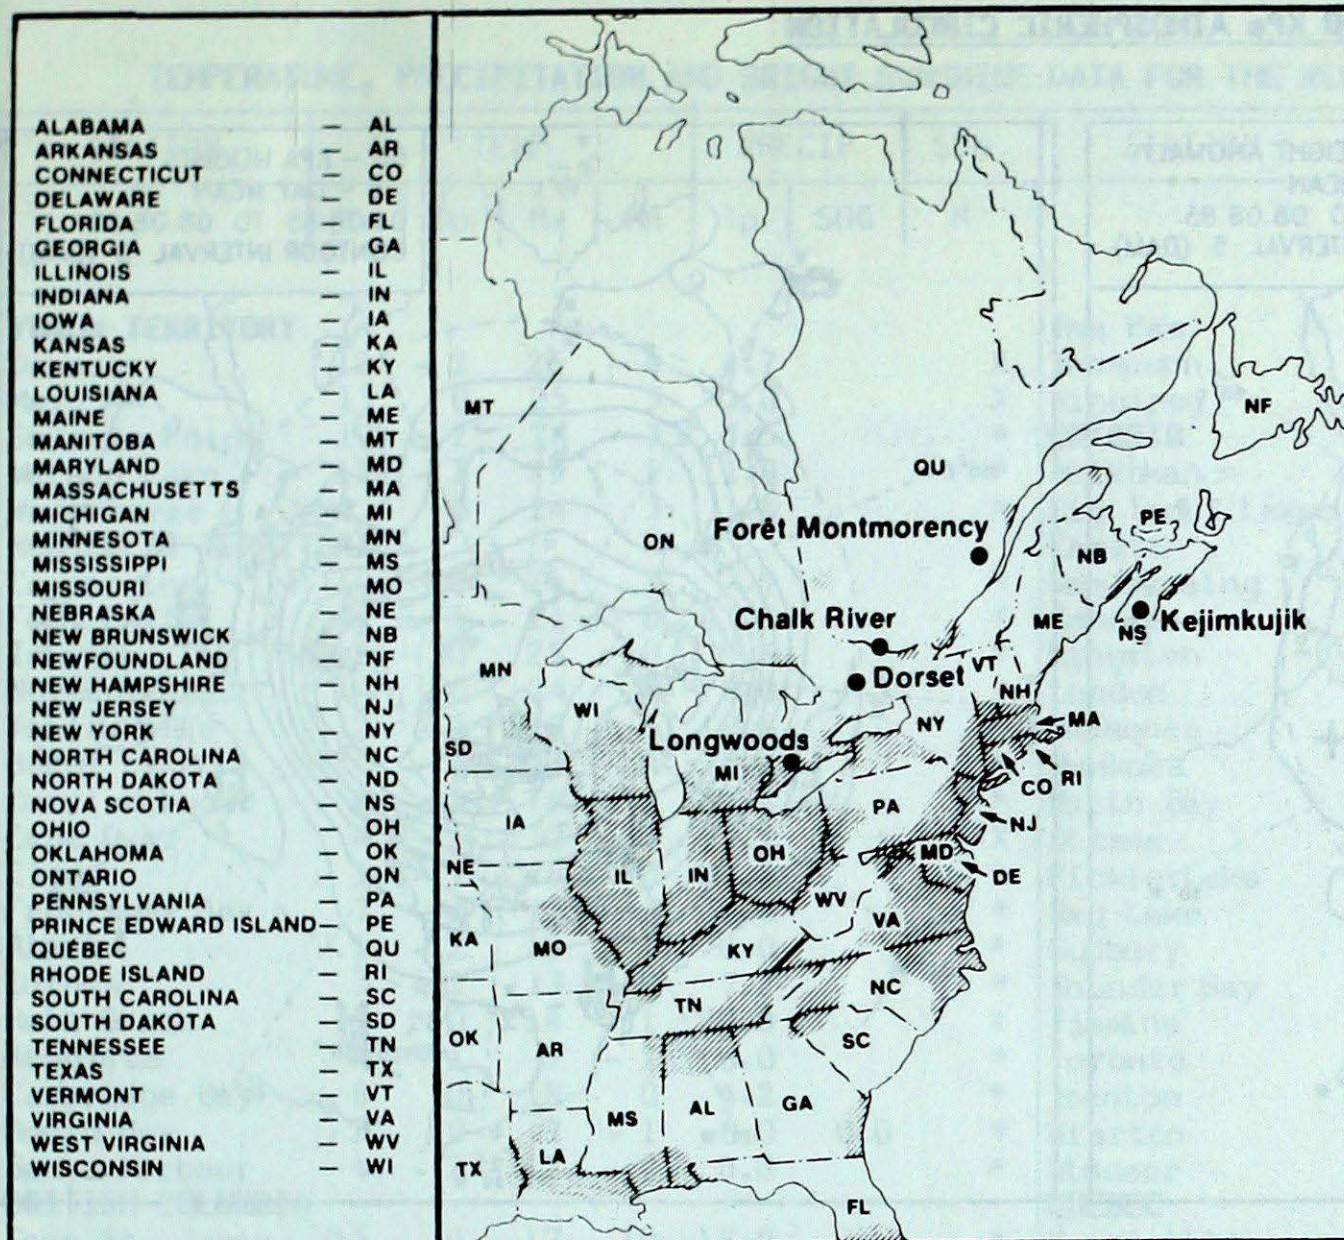 ALABAMA – AL
ARKANSAS – AR
CONNECTICUT – CO
DELAWARE – DE
FLORIDA – FL
GEORGIA – GA
ILLINOIS – IL
INDIANA – IN
IOWA – IA
KANSAS – KA
KENTUCKY – KY
LOUISIANA – LA
MAINE – ME
MANITOBA – MT
MARYLAND – MD
MASSACHUSETTS – MA
MICHIGAN – MI
MINNESOTA – MN
MISSISSIPPI – MS
MISSOURI – MO
NEBRASKA – NE
NEW BRUNSWICK – NB
NEWFOUNDLAND – NF
NEW HAMPSHIRE – NH
NEW JERSEY – NJ
NEW YORK – NY
NORTH CAROLINA – NC
NORTH DAKOTA – ND
NOVA SCOTIA – NS
OHIO – OH
OKLAHOMA – OK
ONTARIO – ON
PENNSYLVANIA – PA
PRINCE EDWARD ISLAND – PE
QUÉBEC – QU
RHODE ISLAND – RI
SOUTH CAROLINA – SC
SOUTH DAKOTA – SD
TENNESSEE – TN
TEXAS – TX
VERMONT – VT
VIRGINIA – VA
WEST VIRGINIA – WV
WISCONSIN – WI
MT
NF
QU
PE
ON
Forêt Montmorency
NB
Chalk River
ME
NS
Kejimkujik
MN
VT
Dorset
NH
WI
NY
MA
SD
Longwoods
MI
CO
RI
IA
PA
NJ
NE
IL
IN
OH
MD
DE
WV
VA
KA
MO
KY
NC
TN
OK
AR
SC
MS
AL
GA
TX
LA
FL